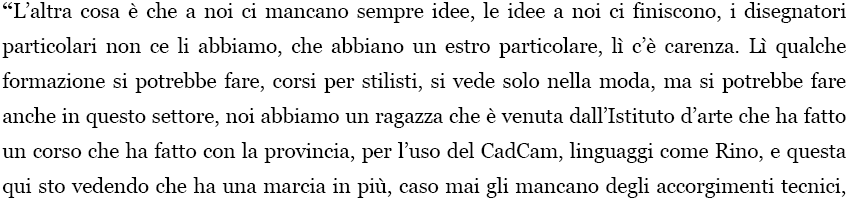 “L’altra cosa è che a noi ci mancano sempre idee, le idee a noi ci finiscono, i disegnatori
particolari non ce li abbiamo, che abbiano un estro particolare, lì c’è carenza. Lì qualche
formazione si potrebbe fare, corsi per stilisti, si vede solo nella moda, ma si potrebbe fare
anche in questo settore, noi abbiamo un ragazza che è venuta dall’Istituto d’arte che ha fatto
un corso che ha fatto con la provincia, per l’uso del CadCam, linguaggi come Rino, e questa
qui sto vedendo che ha una marcia in più, caso mai gli mancano degli accorgimenti tecnici,